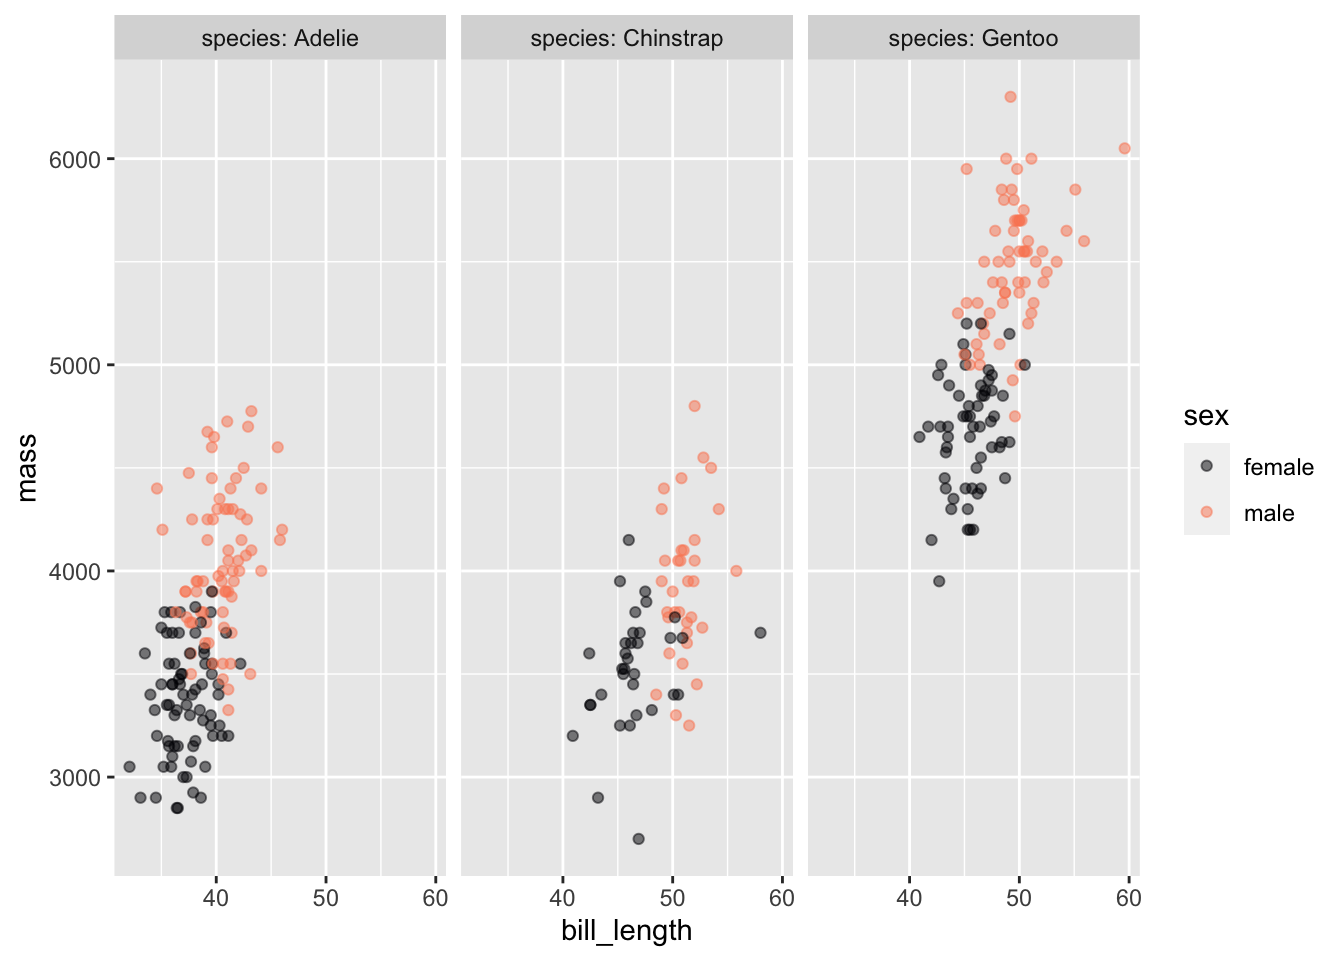 species: Adelie
species: Chinstrap
species: Gentoo
6000
5000
4000
3000
mass
40
50
60
40
50
60
40
50
60
bill_length
sex
female
male